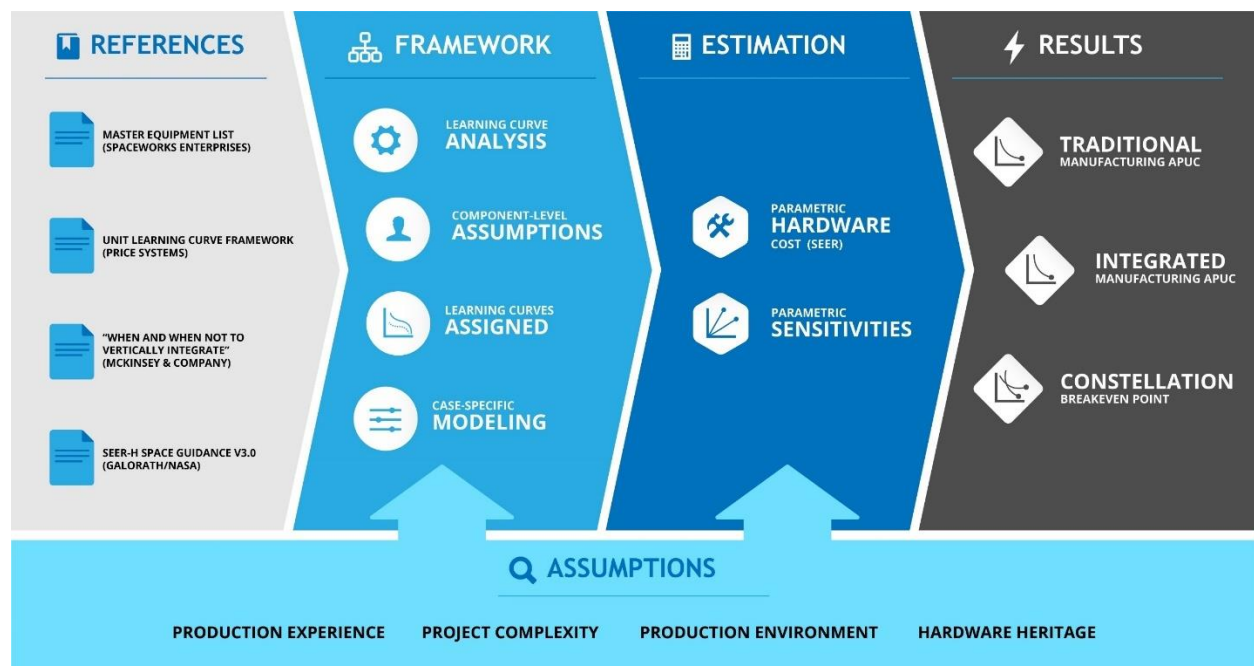 REFERENCES
MASTER EQUIPMENT LIST
(SPACEWORKS ENTERPRISES)
UNIT LEARNING CURVE FRAMEWORK
(PRICE SYSTEMS)
“WHEN AND WHEN NOT TO
VERTICALLY INTEGRATE”
(MCKINSEY & COMPANY)
SEER-H SPACE GUIDANCE V3.0
(GALORATH/NASA)
FRAMEWORK
LEARNING CURVE
ANALYSIS
COMPONENT-LEVEL
ASSUMPTIONS
LEARNING CURVES
ASSIGNED
CASE-SPECIFIC
MODELING
ESTIMATION
PARAMETRIC
HARDWARE
COST (SEER)
PARAMETRIC
SENSITIVITIES
RESULTS
TRADITIONAL
MANUFACTURING APUC
INTEGRATED
MANUFACTURING APUC
CONSTELLATION
BREAKEVEN POINT
ASSUMPTIONS
PRODUCTION EXPERIENCE PROJECT COMPLEXITY PRODUCTION ENVIRONMENT HARDWARE HERITAGE